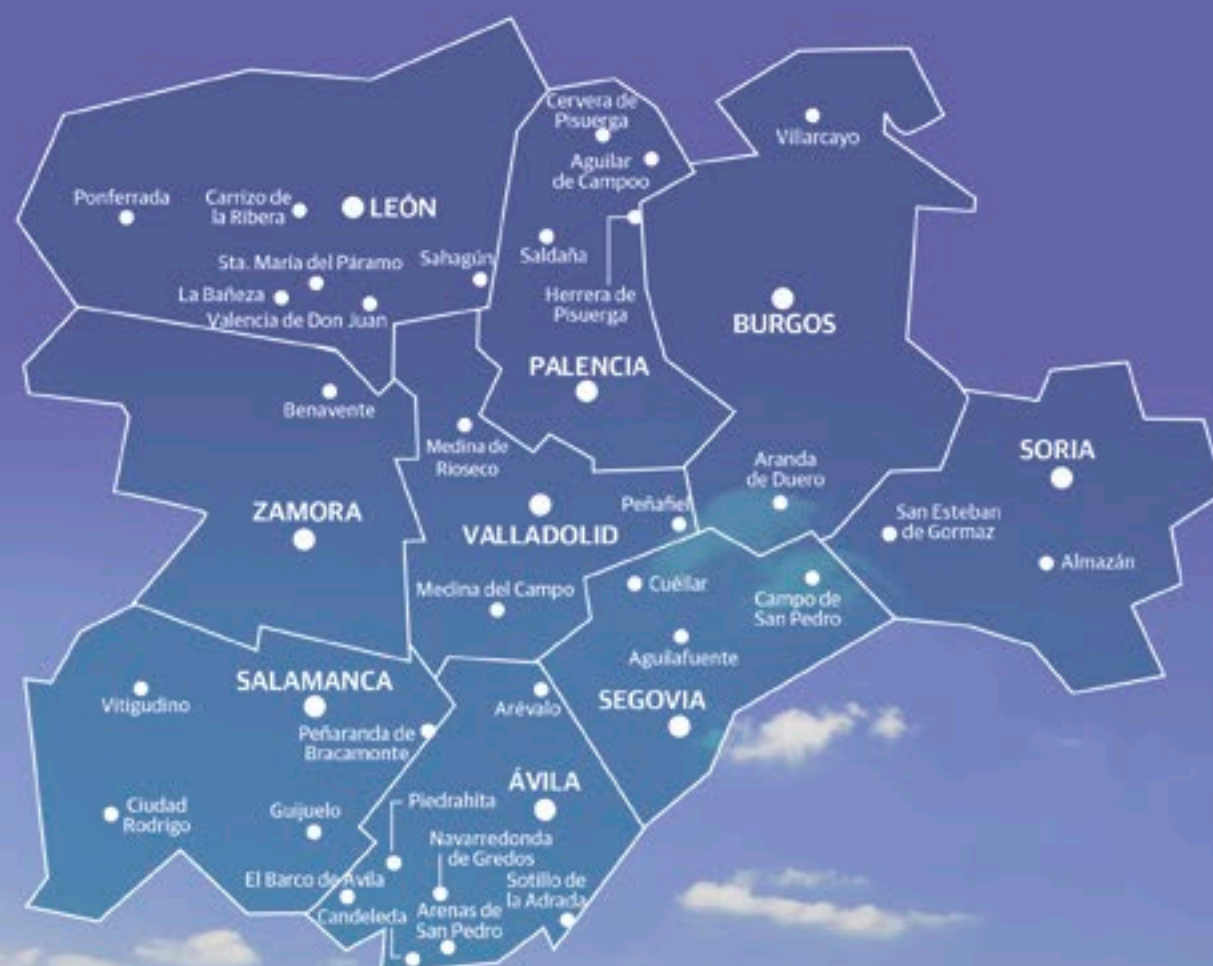 Cervera de
Pisuerga
Villarcayo
Aguilar
de Campoo
Ponferrada
Carrizo de
la Ribera
LEÓN
Saldaña
Sta. María del Páramo
Sahagún
La Bañeza
Valencia de Don Juan
Herrera de
Pisuerga
BURGOS
PALENCIA
Benavente
Medina de
Rioseco
SORIA
Aranda
de Duero
ZAMORA
VALLADOLID
Peñafiel
San Esteban
de Gormaz
Almazán
Medina del Campo
Cuéllar
Campo de
San Pedro
Aguilafuente
SALAMANCA
Vitigudino
Arévalo
SEGOVIA
Peñaranda de
Bracamonte
ÁVILA
Ciudad
Rodrigo
Guijuelo
Piedrahita
Navarredonda
de Gredos
El Barco de Ávila
Sotillo de
la Adrada
Candeleda
Arenas de
San Pedro